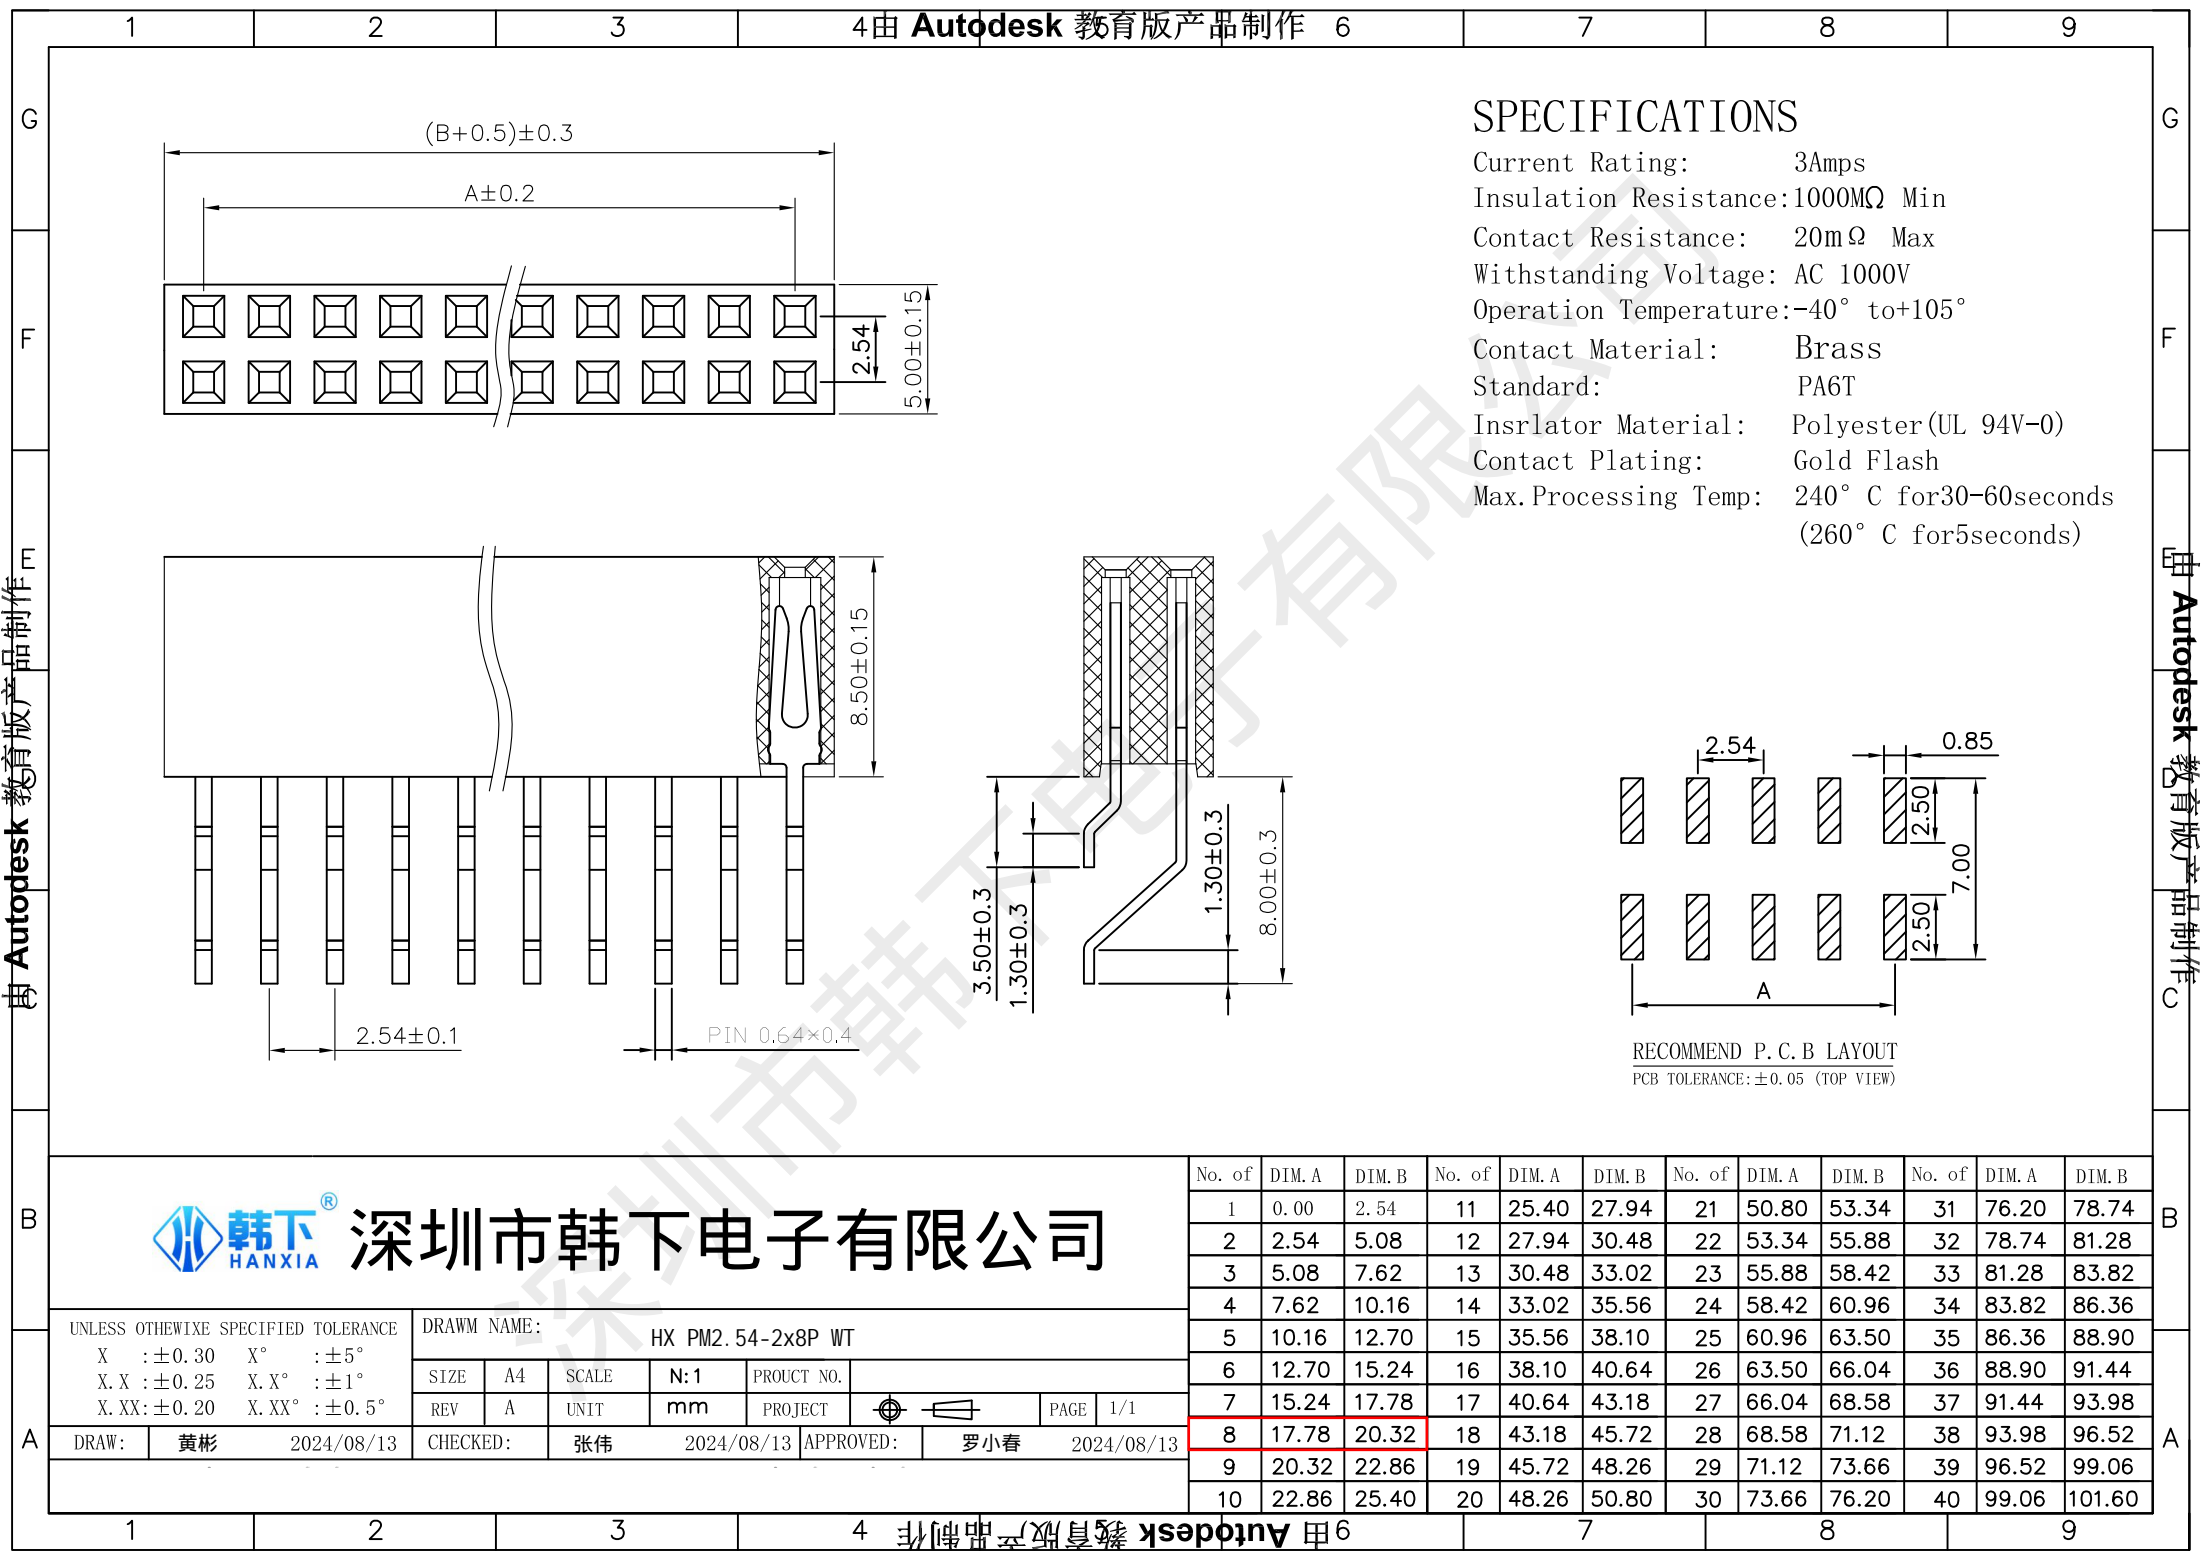 1 2 3 4 5 6 7 8 9
由 Autodesk 教育版产品制作
G
F
E
D
C
B
A
(B+0.5)±0.3
A±0.2
2.54
5.00±0.15
SPECIFICATIONS
Current Rating: 3Amps
Insulation Resistance:1000MΩ Min
Contact Resistance: 20mΩ Max
Withstanding Voltage: AC 1000V
Operation Temperature:-40° to+105°
Contact Material: Brass
Standard: PA6T
Insrlator Material: Polyester(UL 94V-0)
Contact Plating: Gold Flash
Max.Processing Temp: 240° C for30-60seconds
(260° C for5seconds)
8.50±0.15
2.54±0.1
PIN 0.64×0.4
3.50±0.3
1.30±0.3
1.30±0.3
8.00±0.3
2.54
0.85
2.50
2.50
7.00
A
RECOMMEND P.C.B LAYOUT
PCB TOLERANCE:±0.05 (TOP VIEW)
深圳市韩下电子有限公司
韩下®
HANXIA
深圳市韩下电子有限公司
UNLESS OTHEWIXE SPECIFIED TOLERANCE
X :±0.30 X° :±5°
X.X :±0.25 X.X° :±1°
X.XX:±0.20 X.XX° :±0.5°
DRAWM NAME:
HX PM2.54-2x8P WT
SIZE A4 SCALE N:1 PROUCT NO.
REV A UNIT mm PROJECT PAGE 1/1
DRAW: 黄彬 2024/08/13 CHECKED: 张伟 2024/08/13 APPROVED: 罗小春 2024/08/13
No. of DIM.A DIM.B No. of DIM.A DIM.B No. of DIM.A DIM.B No. of DIM.A DIM.B
1 0.00 2.54 11 25.40 27.94 21 50.80 53.34 31 76.20 78.74
2 2.54 5.08 12 27.94 30.48 22 53.34 55.88 32 78.74 81.28
3 5.08 7.62 13 30.48 33.02 23 55.88 58.42 33 81.28 83.82
4 7.62 10.16 14 33.02 35.56 24 58.42 60.96 34 83.82 86.36
5 10.16 12.70 15 35.56 38.10 25 60.96 63.50 35 86.36 88.90
6 12.70 15.24 16 38.10 40.64 26 63.50 66.04 36 88.90 91.44
7 15.24 17.78 17 40.64 43.18 27 66.04 68.58 37 91.44 93.98
8 17.78 20.32 18 43.18 45.72 28 68.58 71.12 38 93.98 96.52
9 20.32 22.86 19 45.72 48.26 29 71.12 73.66 39 96.52 99.06
10 22.86 25.40 20 48.26 50.80 30 73.66 76.20 40 99.06 101.60
G
F
E
D
C
B
A
由 Autodesk 教育版产品制作
由 Autodesk 教育版产品制作
1 2 3 4 5 6 7 8 9
由 Autodesk 教育版产品制作